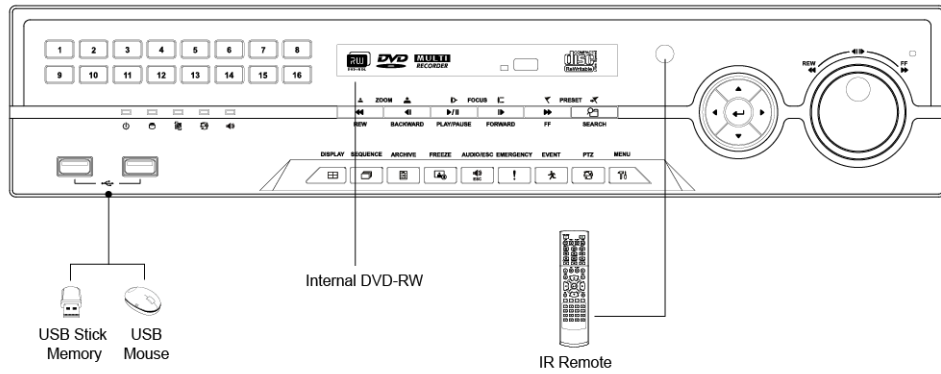 1 2 3 4 5 6 7 8
9 10 11 12 13 14 15 16
RW DVD MULTI RECORDER disc ReWritable
REW FF
ZOOM FOCUS PRESET
REW BACKWARD PLAY/PAUSE FORWARD FF SEARCH
DISPLAY SEQUENCE ARCHIVE FREEZE AUDIO/ESC EMERGENCY EVENT PTZ MENU
ESC
Internal DVD-RW
USB Stick Memory
USB Mouse
IR Remote